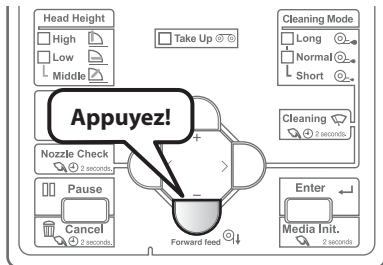 Head Height
High
Low
Middle
Take Up
Cleaning Mode
Long
Normal
Short
Appuyez!
+
−
Cleaning
2 seconds.
Nozzle Check
2 seconds.
Pause
Cancel
2 seconds.
Forward feed
Enter
Media Init.
2 seconds